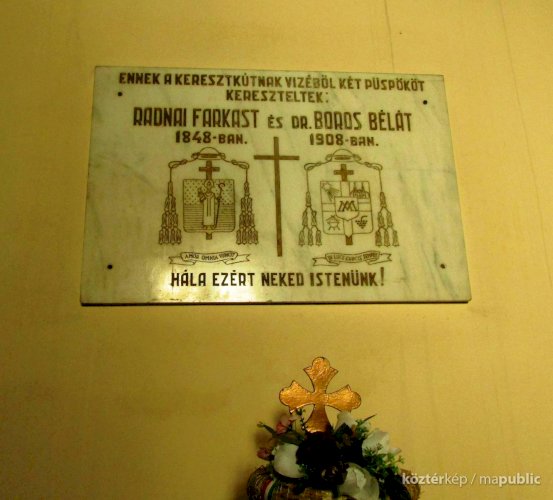 ENNEK A KERESZTKÚTNAK VIZÉBŐL KÉT PÜSPÖKÖT
KERESZTELTEK:
RADNAI FARKAST ÉS DR. BOROS BÉLÁT
1848-BAN. 1908-BAN.
HÁLA EZÉRT NEKED ISTENÜNK!
köztérkép / mapublic